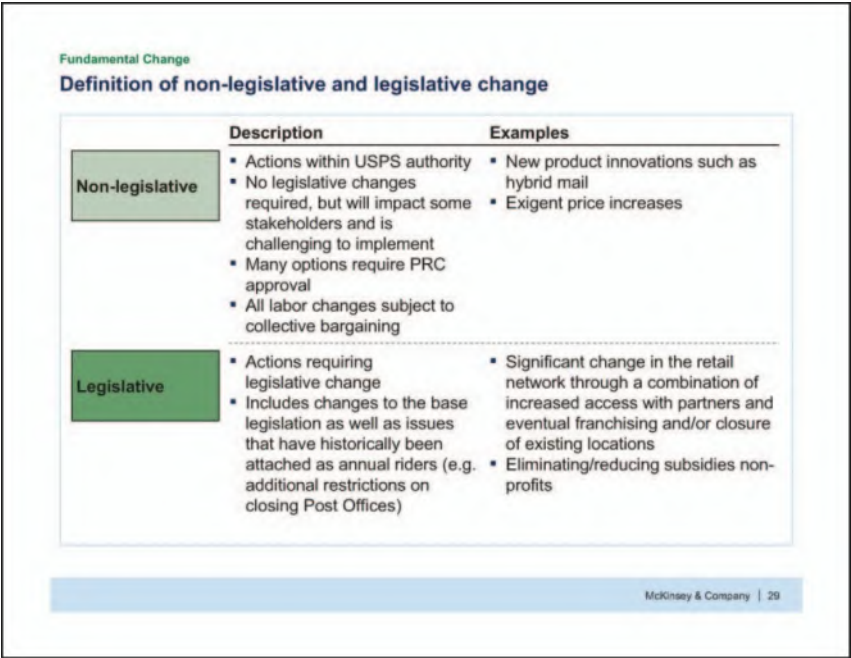 Fundamental Change
Definition of non-legislative and legislative change
Description
Examples
Non-legislative
▪ Actions within USPS authority
▪ No legislative changes
required, but will impact some
stakeholders and is
challenging to implement
▪ Many options require PRC
approval
▪ All labor changes subject to
collective bargaining
▪ New product innovations such as
hybrid mail
▪ Exigent price increases
Legislative
▪ Actions requiring
legislative change
▪ Includes changes to the base
legislation as well as issues
that have historically been
attached as annual riders (e.g.
additional restrictions on
closing Post Offices)
▪ Significant change in the retail
network through a combination of
increased access with partners and
eventual franchising and/or closure
of existing locations
▪ Eliminating/reducing subsidies non-
profits
McKinsey & Company | 29